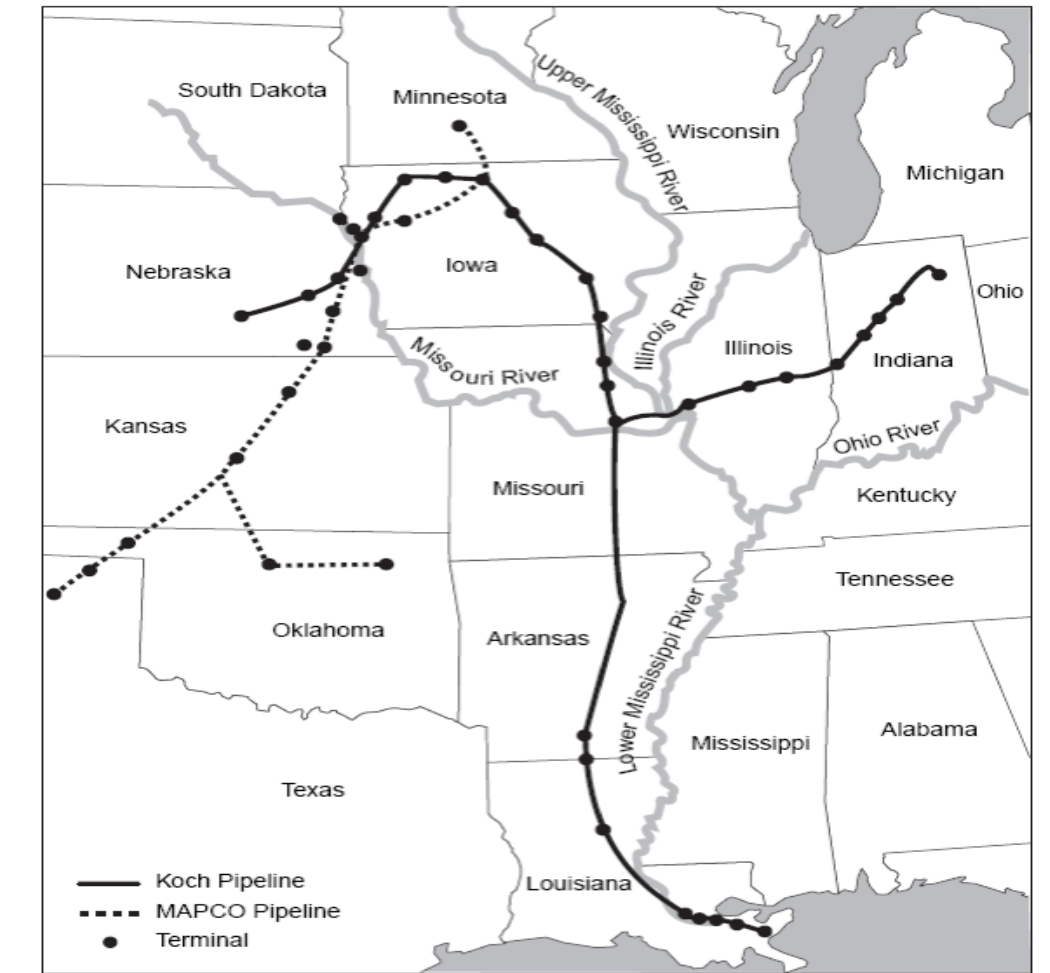 South Dakota
Minnesota
Upper Mississippi River
Wisconsin
Michigan
Nebraska
Iowa
Illinois River
Ohio
Illinois
Indiana
Missouri River
Kansas
Ohio River
Missouri
Kentucky
Tennessee
Oklahoma
Arkansas
Lower Mississippi River
Mississippi
Alabama
Texas
Louisiana
Koch Pipeline
MAPCO Pipeline
Terminal